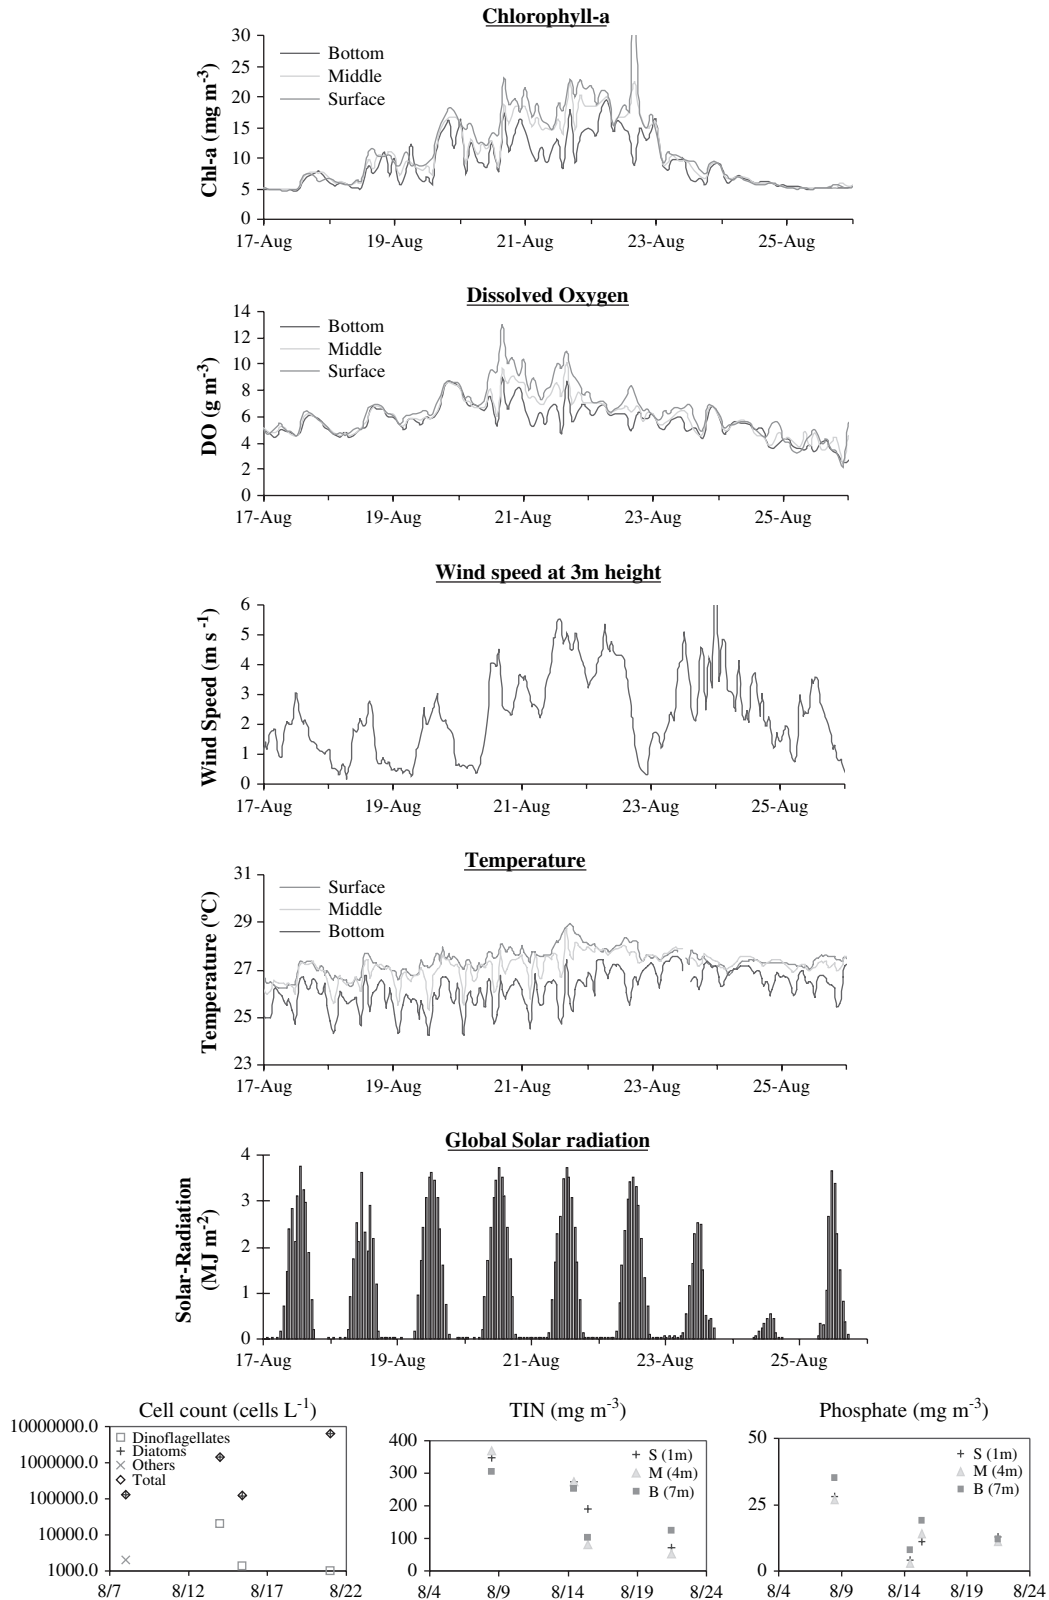 Chlorophyll-a
Chl-a (mg m-3)
30
25
20
15
10
5
0
Bottom
Middle
Surface
17-Aug 19-Aug 21-Aug 23-Aug 25-Aug
Dissolved Oxygen
DO (g m-3)
14
12
10
8
6
4
2
0
Bottom
Middle
Surface
17-Aug 19-Aug 21-Aug 23-Aug 25-Aug
Wind speed at 3m height
Wind Speed (m s -1)
6
5
4
3
2
1
0
17-Aug 19-Aug 21-Aug 23-Aug 25-Aug
Temperature
Temperature (ºC)
31
29
27
25
23
Surface
Middle
Bottom
17-Aug 19-Aug 21-Aug 23-Aug 25-Aug
Global Solar radiation
Solar-Radiation
(MJ m-2)
4
3
2
1
0
17-Aug 19-Aug 21-Aug 23-Aug 25-Aug
Cell count (cells L-1)
10000000.0
1000000.0
100000.0
10000.0
1000.0
Dinoflagellates
Diatoms
Others
Total
8/7 8/12 8/17 8/22
TIN (mg m-3)
400
300
200
100
0
S (1m)
M (4m)
B (7m)
8/4 8/9 8/14 8/19 8/24
Phosphate (mg m-3)
50
25
0
S (1m)
M (4m)
B (7m)
8/4 8/9 8/14 8/19 8/24